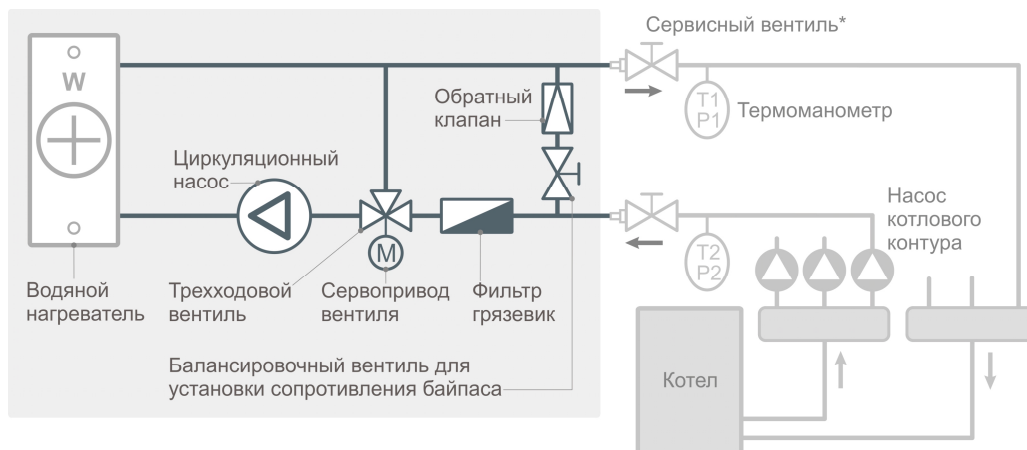 Сервисный вентиль*
W
Обратный
клапан
T1
P1
Термоманометр
Циркуляционный
насос
Насос
котлового
контура
M
T2
P2
Водяной
нагреватель
Трехходовой
вентиль
Сервопривод
вентиля
Фильтр
грязевик
Балансировочный вентиль для
установки сопротивления байпаса
Котел